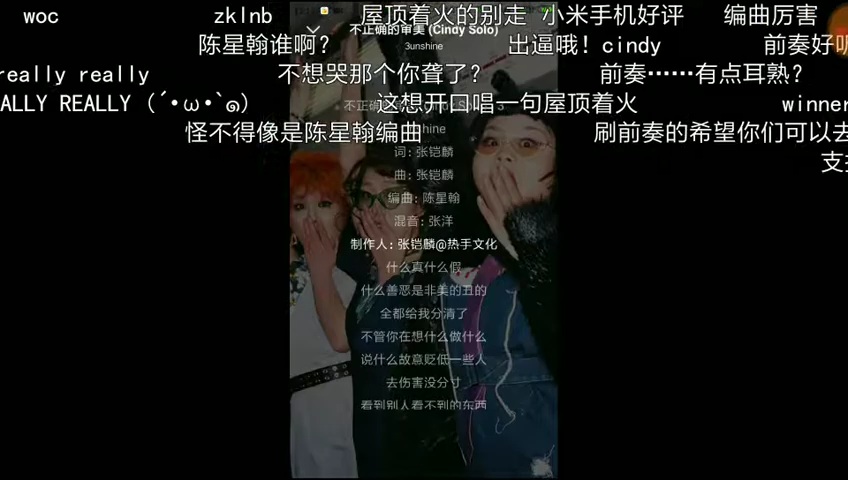 woc
zklnb
屋顶着火的别走
小米手机好评
编曲厉害
不正确的审美 (Cindy Solo)
3unshine
陈星翰谁啊？
出逼哦！cindy
前奏好听
really really
不想哭那个你聋了？
前奏……有点耳熟？
ALLY REALLY (´•ω•`๑)
这想开口唱一句屋顶着火
winner
怪不得像是陈星翰编曲
刷前奏的希望你们可以去
支持
词：张铠麟
曲：张铠麟
编曲：陈星翰
混音：张洋
制作人：张铠麟@热手文化
什么真什么假
什么善恶是非美的丑的
全都给我分清了
不管你在想什么做什么
说什么故意贬低一些人
去伤害没分寸
看到别人看不到的东西